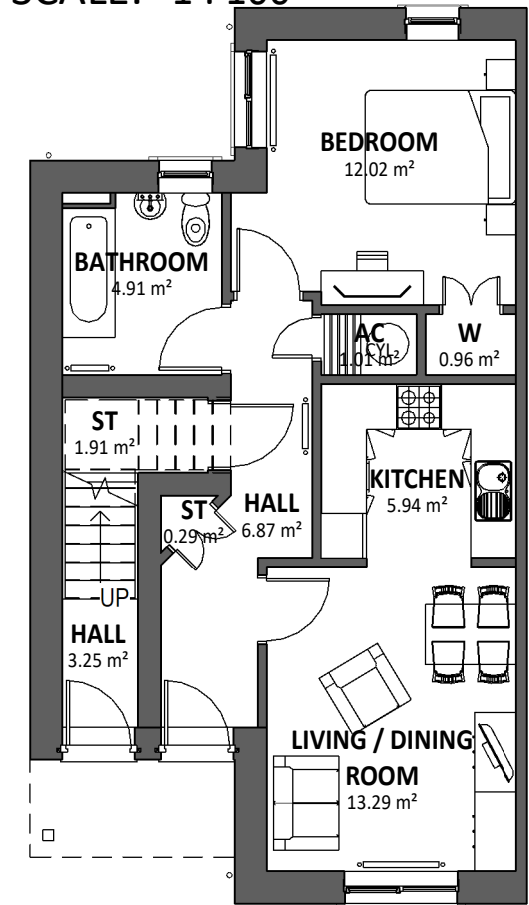 SCALE: 1 : 100
BEDROOM
12.02 m²
BATHROOM
4.91 m²
AC
CYL
1.01 m²
W
0.96 m²
ST
1.91 m²
KITCHEN
5.94 m²
ST
0.29 m²
HALL
6.87 m²
UP
HALL
3.25 m²
LIVING / DINING
ROOM
13.29 m²